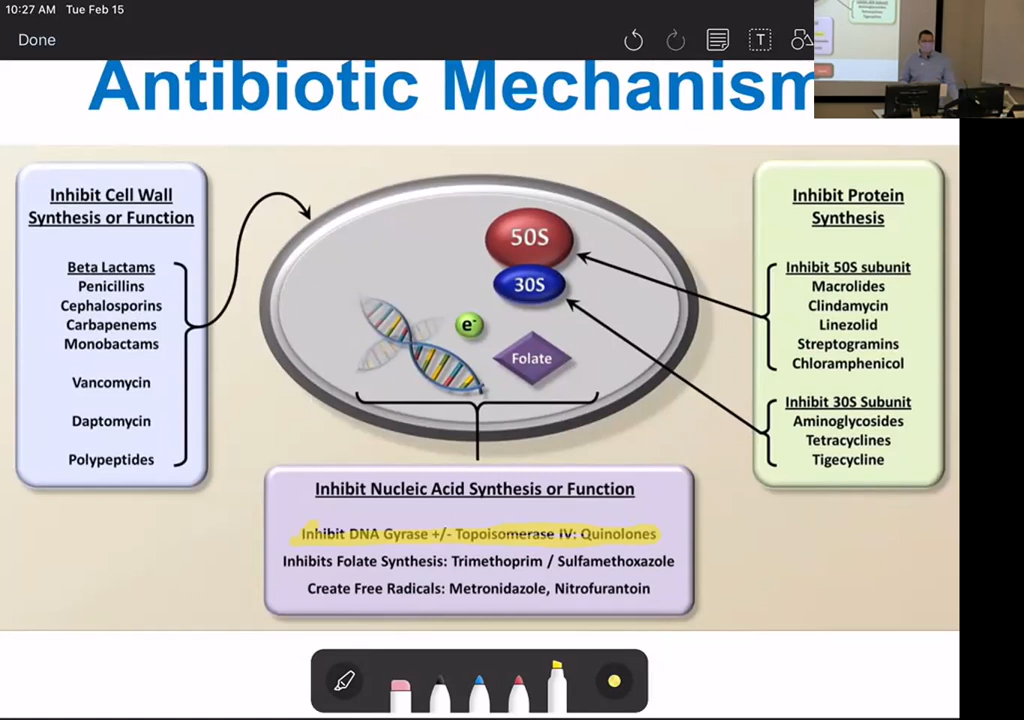 10:27 AM Tue Feb 15
Done
T
Antibiotic Mechanism
Inhibit Cell Wall
Synthesis or Function
Beta Lactams
Penicillins
Cephalosporins
Carbapenems
Monobactams
Vancomycin
Daptomycin
Polypeptides
50S
30S
e-
Folate
Inhibit Protein
Synthesis
Inhibit 50S subunit
Macrolides
Clindamycin
Linezolid
Streptogramins
Chloramphenicol
Inhibit 30S Subunit
Aminoglycosides
Tetracyclines
Tigecycline
Inhibit Nucleic Acid Synthesis or Function
Inhibit DNA Gyrase +/- Topoisomerase IV: Quinolones
Inhibits Folate Synthesis: Trimethoprim / Sulfamethoxazole
Create Free Radicals: Metronidazole, Nitrofurantoin